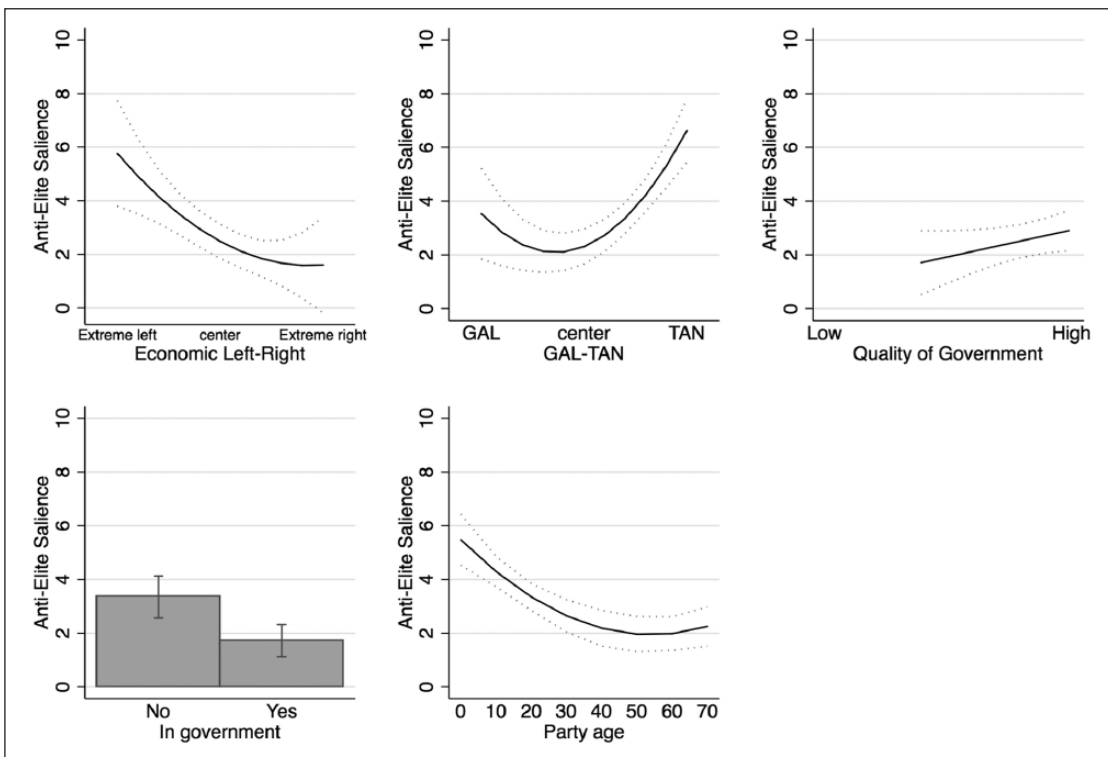 10
8
6
4
2
0
Anti-Elite Salience
Extreme left center Extreme right
Economic Left-Right
10
8
6
4
2
0
Anti-Elite Salience
GAL center TAN
GAL-TAN
10
8
6
4
2
0
Anti-Elite Salience
Low High
Quality of Government
10
8
6
4
2
0
Anti-Elite Salience
No Yes
In government
10
8
6
4
2
0
Anti-Elite Salience
0 10 20 30 40 50 60 70
Party age